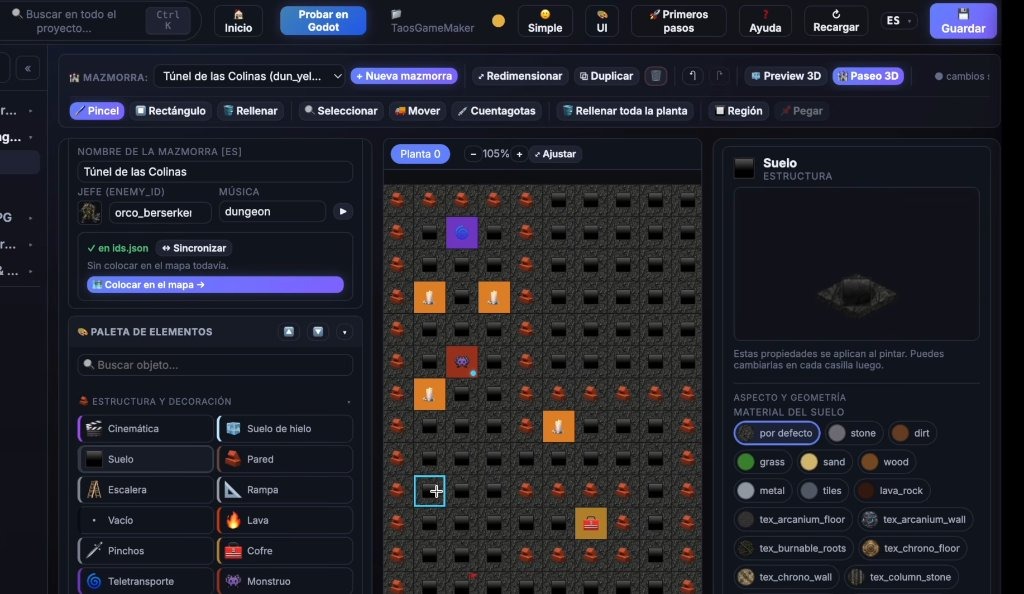 Buscar en todo el proyecto...
Ctrl K
Inicio
Probar en Godot
TaosGameMaker
Simple
UI
Primeros pasos
Ayuda
Recargar
ES
Guardar
«
MAZMORRA:
Túnel de las Colinas (dun_yel...
+ Nueva mazmorra
Redimensionar
Duplicar
Preview 3D
Paseo 3D
cambios s
Pincel
Rectángulo
Rellenar
Seleccionar
Mover
Cuentagotas
Rellenar toda la planta
Región
Pegar
NOMBRE DE LA MAZMORRA [ES]
Túnel de las Colinas
JEFE (ENEMY_ID)
MÚSICA
orco_berserker
dungeon
✓ en ids.json
↔ Sincronizar
Sin colocar en el mapa todavía.
Colocar en el mapa →
PALETA DE ELEMENTOS
Buscar objeto...
ESTRUCTURA Y DECORACIÓN
Cinemática
Suelo de hielo
Suelo
Pared
Escalera
Rampa
Vacío
Lava
Pinchos
Cofre
Teletransporte
Monstruo
Planta 0
− 105% +
Ajustar
Suelo
ESTRUCTURA
Estas propiedades se aplican al pintar. Puedes
cambiarlas en cada casilla luego.
ASPECTO Y GEOMETRÍA
MATERIAL DEL SUELO
por defecto
stone
dirt
grass
sand
wood
metal
tiles
lava_rock
tex_arcanium_floor
tex_arcanium_wall
tex_burnable_roots
tex_chrono_floor
tex_chrono_wall
tex_column_stone